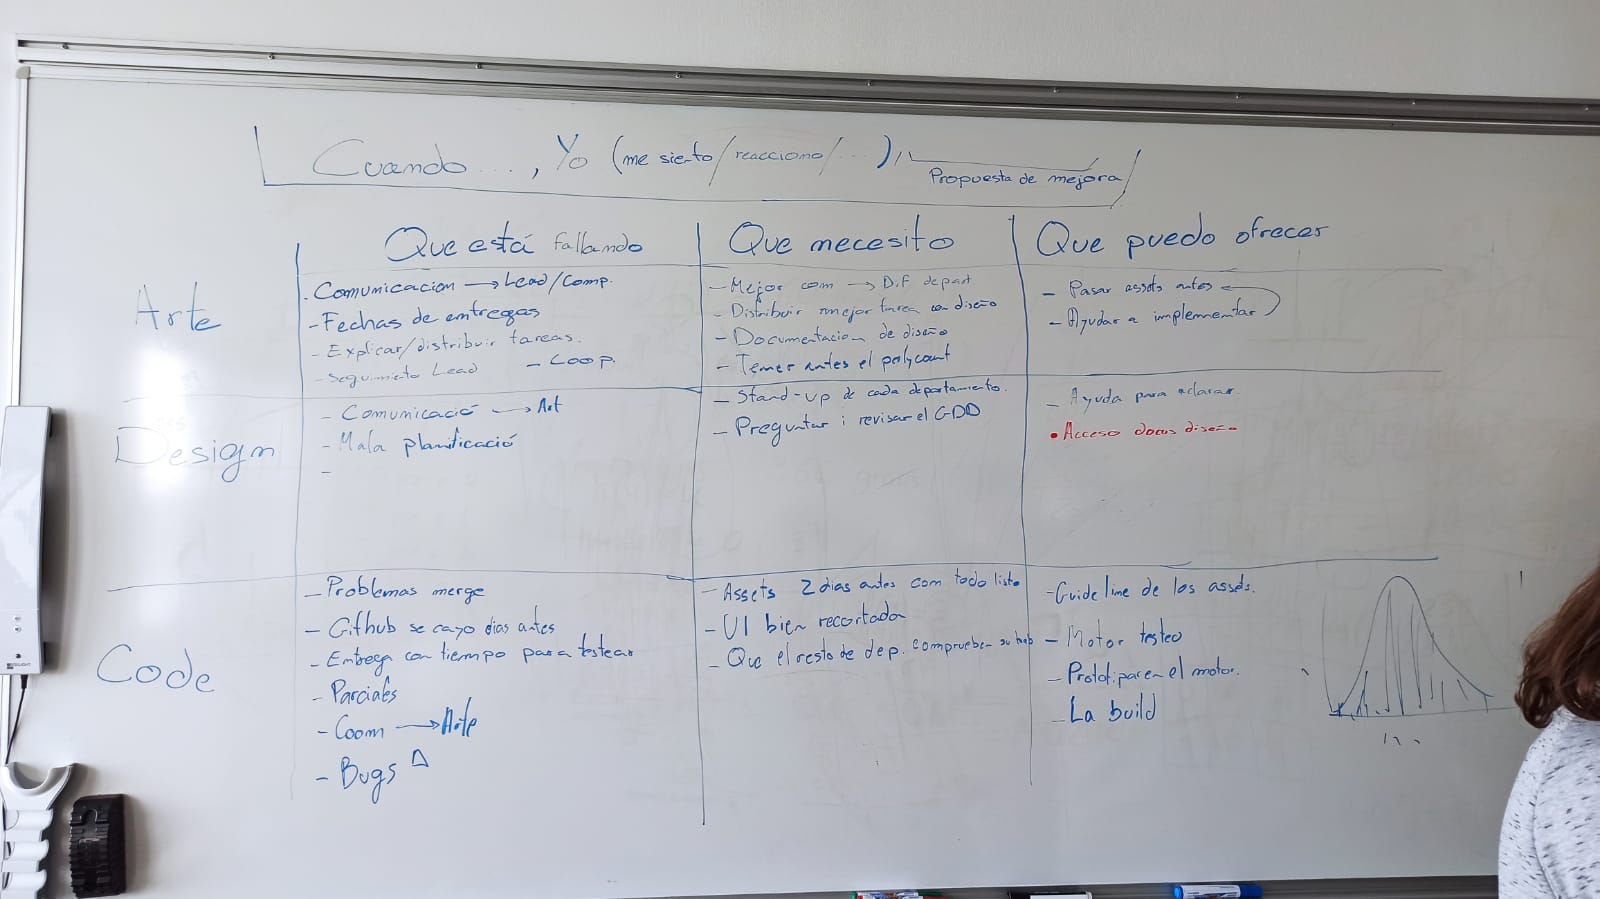 Cuando ..., Yo (me siento/reacciono/...),
Propuesta de mejora
Que está fallando
Que necesito
Que puedo ofrecer
Arte
. Comunicacion → Lead/Comp.
- Fechas de entregas
- Explicar/distribuir tareas.
- Seguimiento Lead
- Coop.
- Mejor com → Dif depart
- Distribuir mejor tarea con diseño
- Documentacion de diseño
- Tener antes el polycount
- Pasar assets antes
- Ayudar a implementar
Design
- Comunicació → Art
- Mala planificació
-
- Stand-up de cada departamento.
- Preguntar i revisar el GDD
- Ayuda para aclarar.
• Acceso docus diseño
Code
- Problemas merge
- Github se cayo dias antes
- Entrega con tiempo para testear
- Parciales
- Coom → Arte
- Bugs
- Assets 2 dias antes com todo listo
- UI bien recortada
- Que el resto de dep. comprueben su trab
- Guideline de los assets.
- Motor testeo
- Prototipar en el motor.
- La build